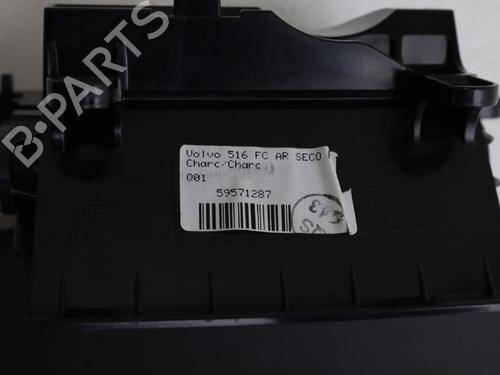 B-PARTS
Volvo 516 FC AR SECO
Charc/Charc
001
59571287